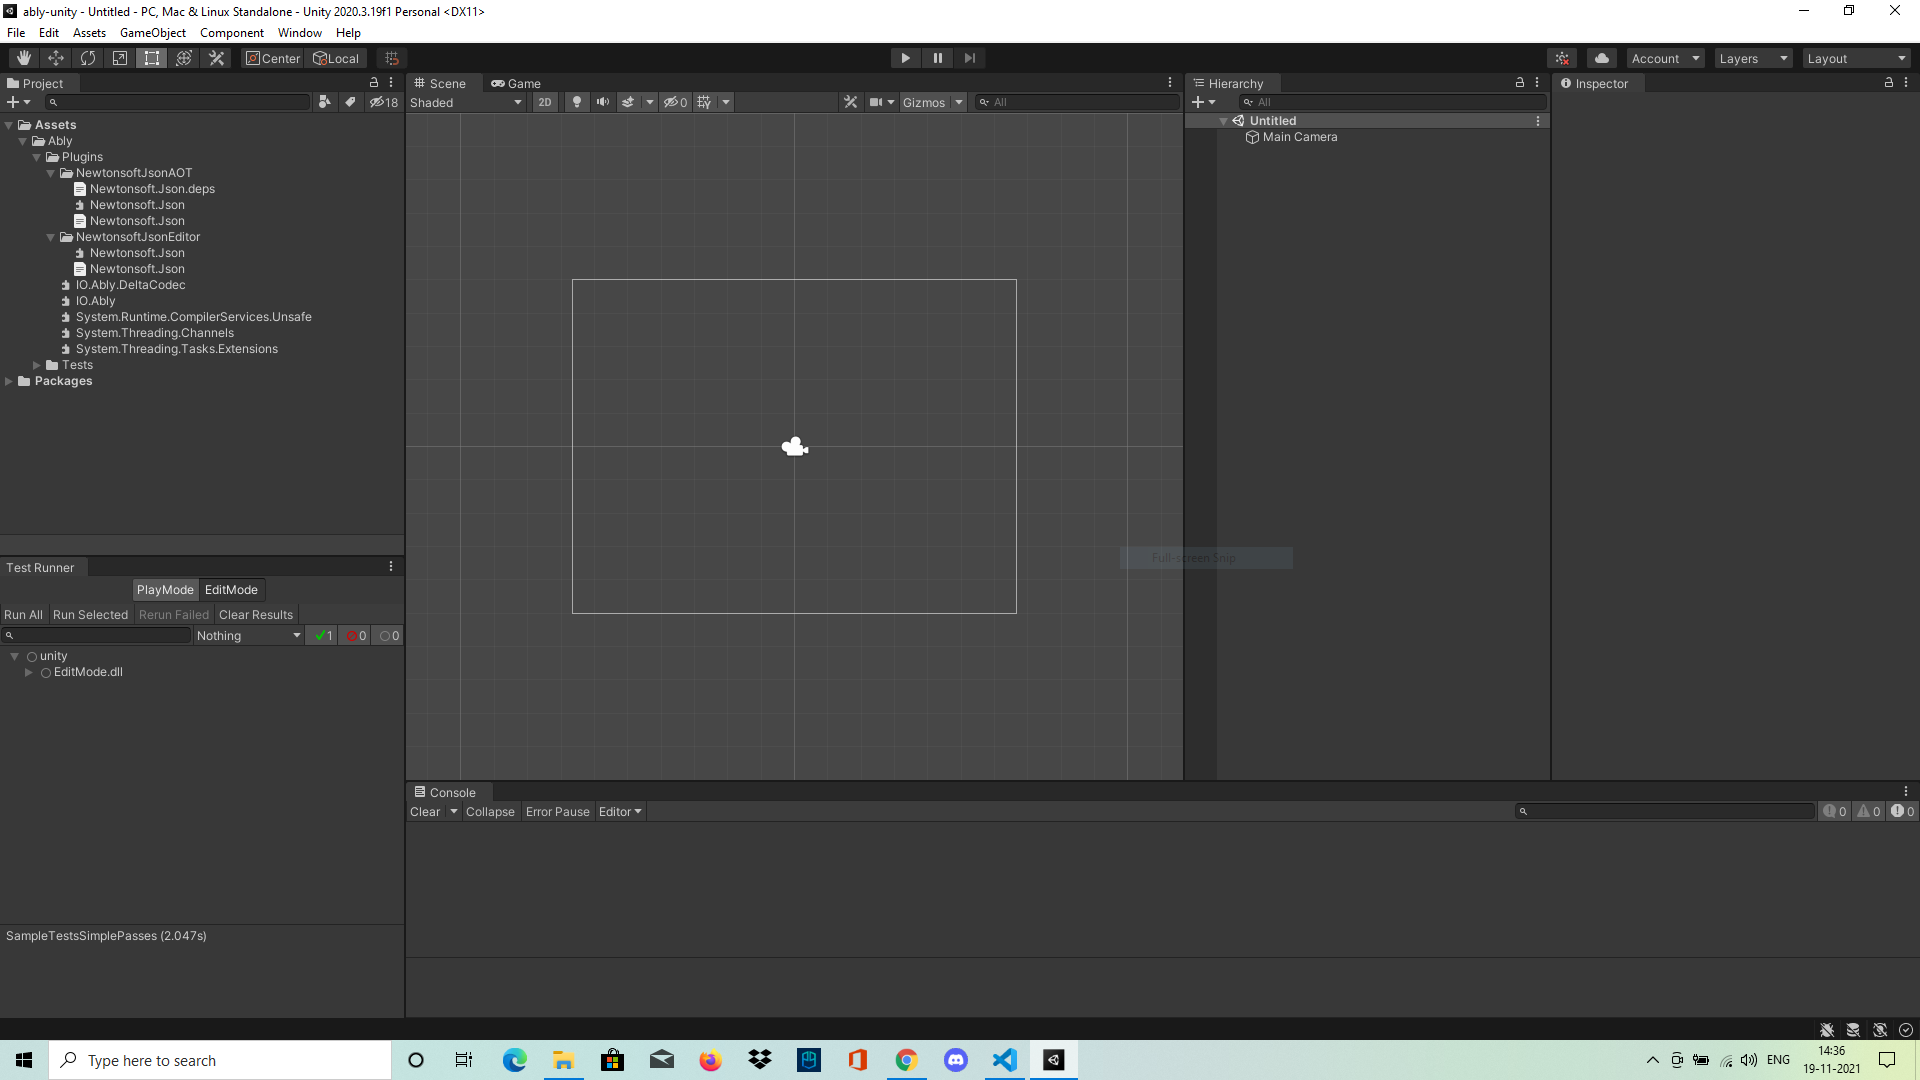 ably-unity - Untitled - PC, Mac & Linux Standalone - Unity 2020.3.19f1 Personal <DX11>
File Edit Assets GameObject Component Window Help
Center Local Account Layers Layout
Project
18
Assets
Ably
Plugins
NewtonsoftJsonAOT
Newtonsoft.Json.deps
Newtonsoft.Json
Newtonsoft.Json
NewtonsoftJsonEditor
Newtonsoft.Json
Newtonsoft.Json
IO.Ably.DeltaCodec
IO.Ably
System.Runtime.CompilerServices.Unsafe
System.Threading.Channels
System.Threading.Tasks.Extensions
Tests
Packages
Scene Game
Shaded 2D 0 Gizmos All
Full-screen Snip
Hierarchy
All
Untitled
Main Camera
Inspector
Test Runner
PlayMode EditMode
Run All Run Selected Rerun Failed Clear Results
Nothing 1 0 0
unity
EditMode.dll
SampleTestsSimplePasses (2.047s)
Console
Clear Collapse Error Pause Editor 0 0 0
Type here to search
ENG
14:36
19-11-2021